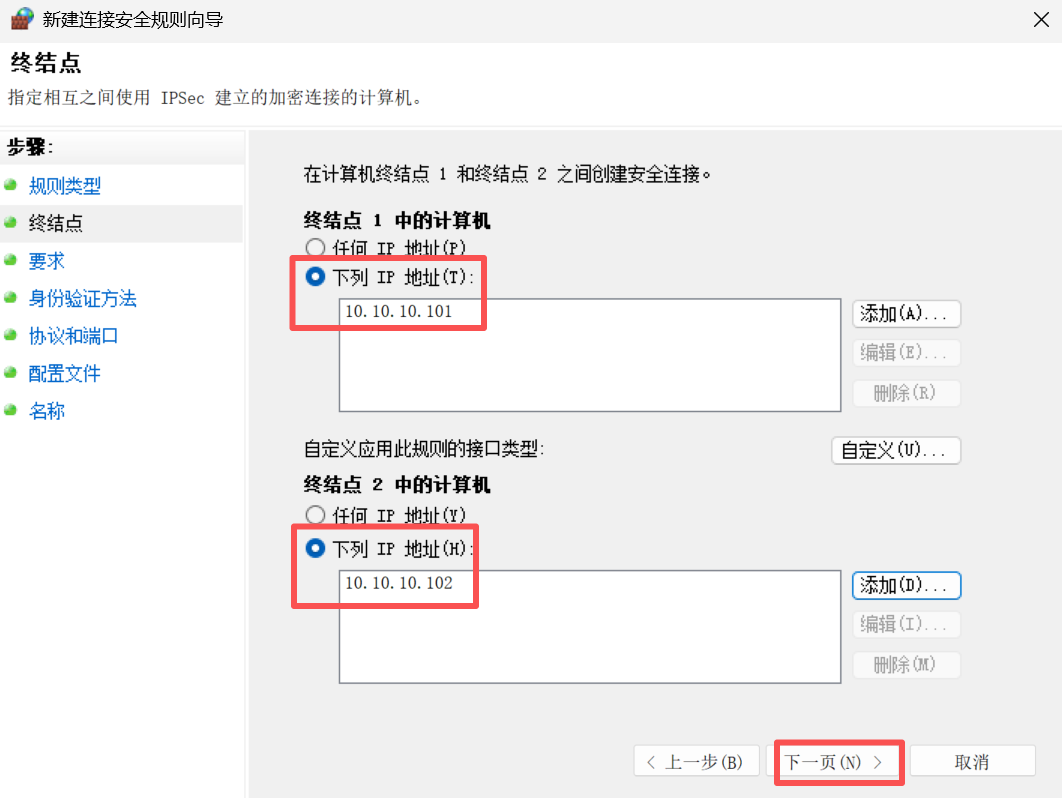 新建连接安全规则向导
终结点
指定相互之间使用 IPSec 建立的加密连接的计算机。
步骤:
规则类型
终结点
要求
身份验证方法
协议和端口
配置文件
名称
在计算机终结点 1 和终结点 2 之间创建安全连接。
终结点 1 中的计算机
任何 IP 地址(P)
下列 IP 地址(T):
10.10.10.101
添加(A)...
编辑(E)...
删除(R)
自定义应用此规则的接口类型:
自定义(U)...
终结点 2 中的计算机
任何 IP 地址(Y)
下列 IP 地址(H):
10.10.10.102
添加(D)...
编辑(I)...
删除(M)
< 上一步(B)
下一页(N) >
取消